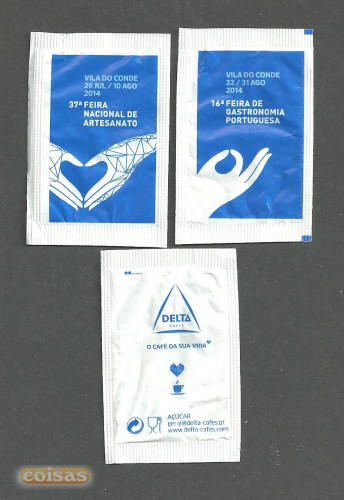 VILA DO CONDE
26 JUL / 10 AGO
2014
37ª FEIRA
NACIONAL DE
ARTESANATO
VILA DO CONDE
22 / 31 AGO
2014
16ª FEIRA DE
GASTRONOMIA
PORTUGUESA
DELTA
CAFÉS
O CAFÉ DA SUA VIDA
AÇÚCAR
geral@delta-cafes.pt
www.delta-cafes.com
coisas